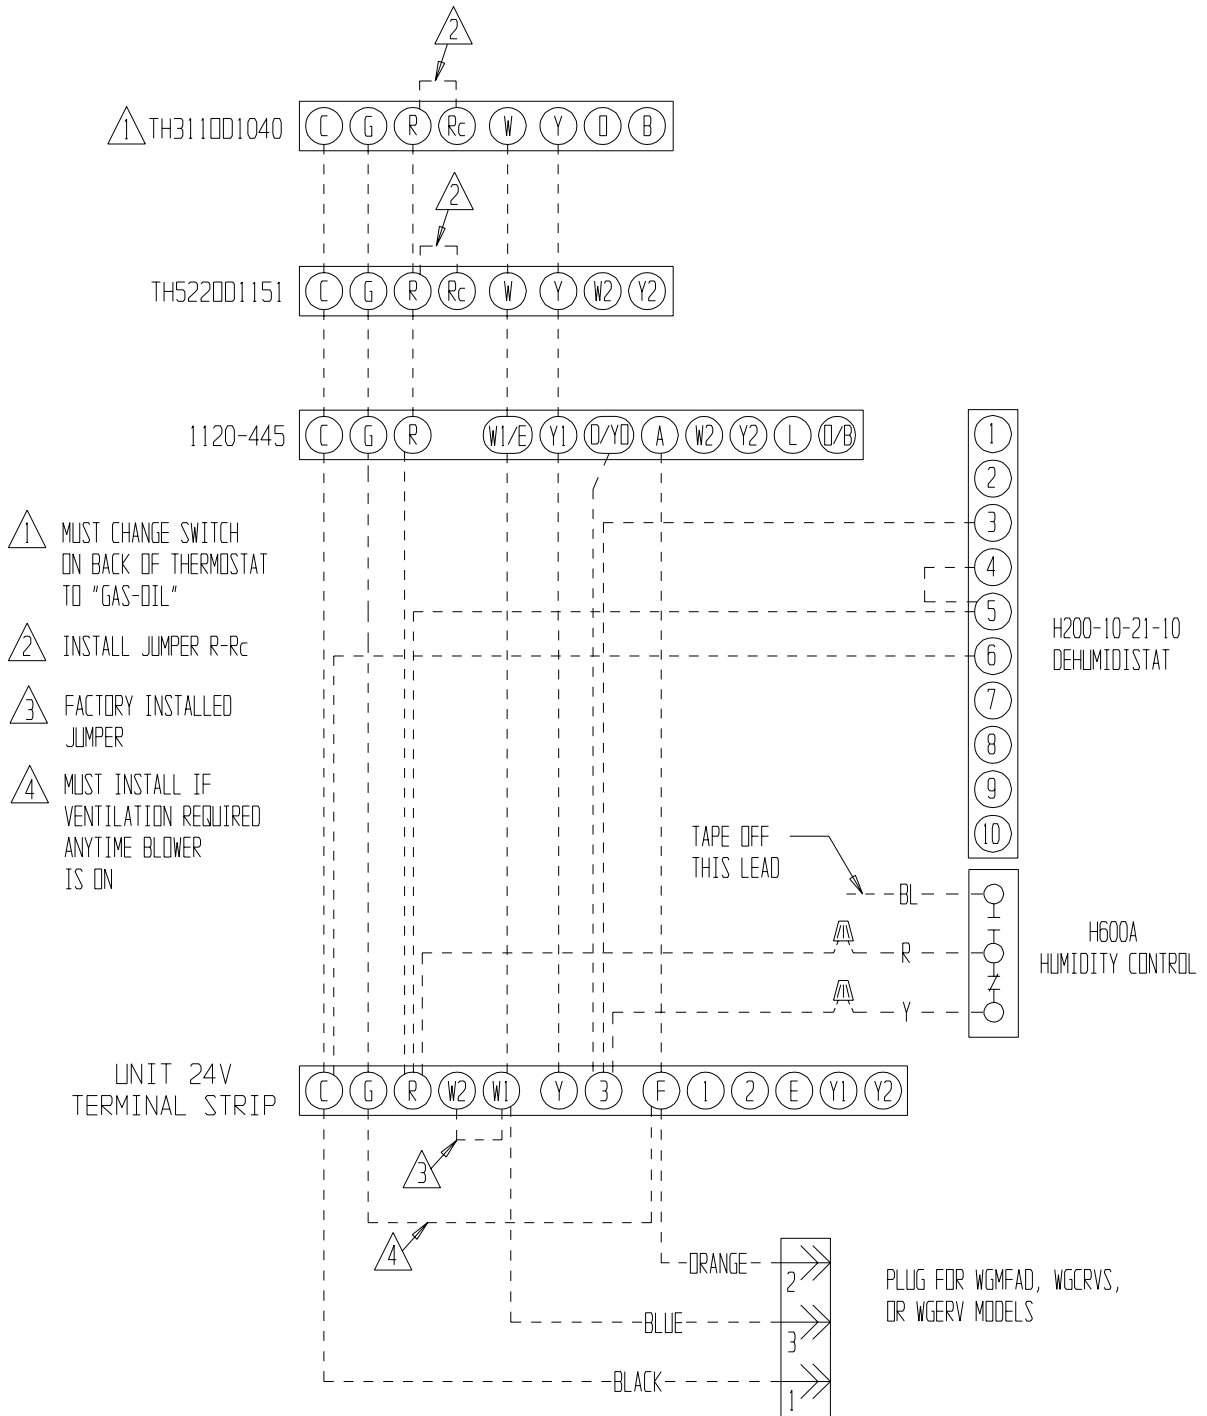 2
1 TH3110D1040 C G R Rc W Y O B
2
TH5220D1151 C G R Rc W Y W2 Y2
1120-445 C G R W1/E Y1 D/YO A W2 Y2 L O/B
1
2
3
4
5
6
7
8
9
10
H200-10-21-10
DEHUMIDISTAT
1 MUST CHANGE SWITCH
ON BACK OF THERMOSTAT
TO "GAS-OIL"
2 INSTALL JUMPER R-Rc
3 FACTORY INSTALLED
JUMPER
4 MUST INSTALL IF
VENTILATION REQUIRED
ANYTIME BLOWER
IS ON
TAPE OFF
THIS LEAD
BL
R
Y
H600A
HUMIDITY CONTROL
UNIT 24V
TERMINAL STRIP
C G R W2 W1 Y 3 F 1 2 E Y1 Y2
3
4
ORANGE
2
BLUE
3
BLACK
1
PLUG FOR WGMFAD, WGCRVS,
OR WGERV MODELS